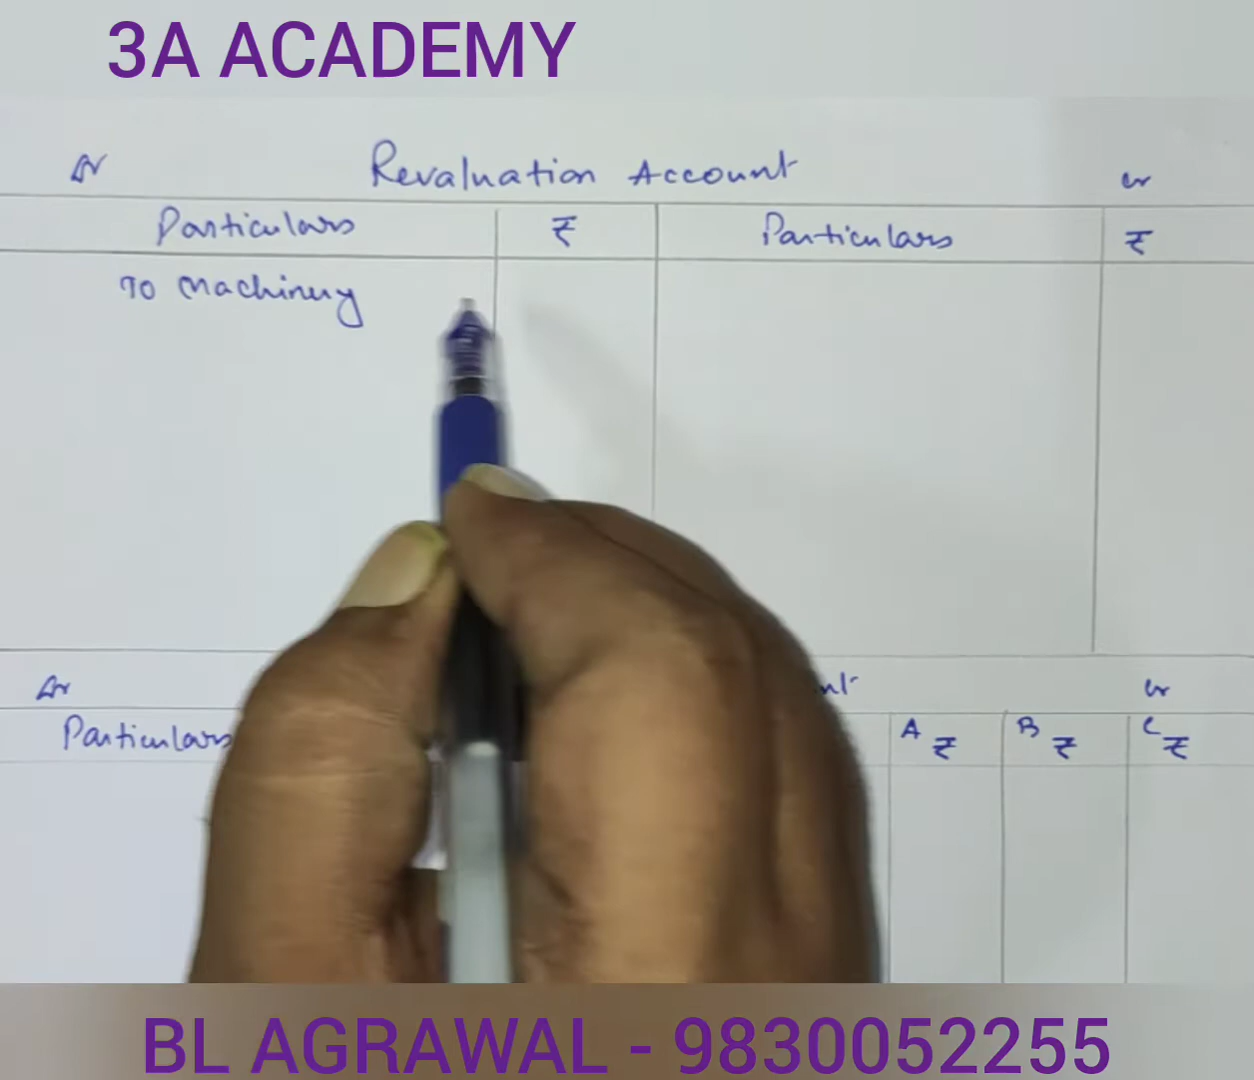 3A ACADEMY
Dr Revaluation Account Cr
Particulars ₹ Particulars ₹
To Machinery
Dr Cr
Particulars A ₹ B ₹ C ₹
BL AGRAWAL - 9830052255